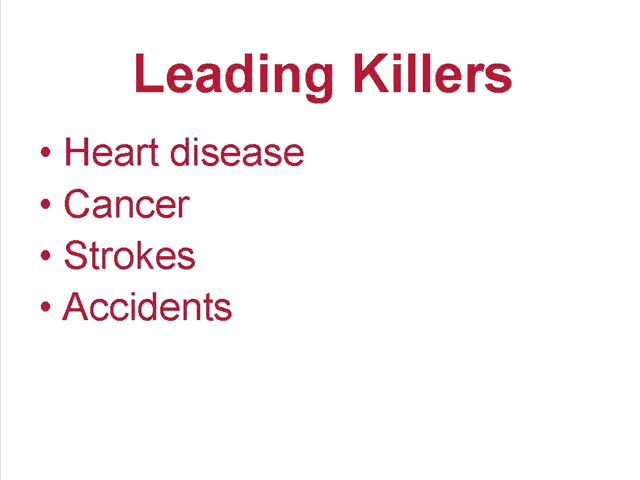 Leading Killers
• Heart disease
• Cancer
• Strokes
• Accidents